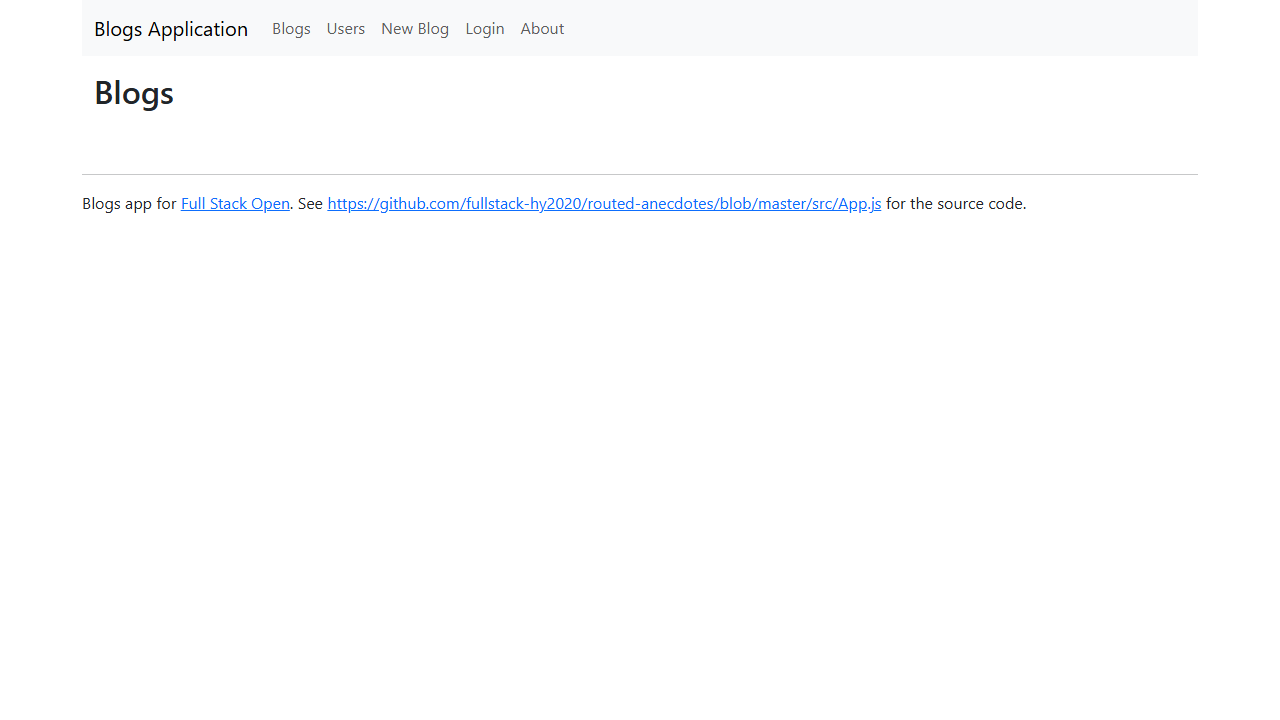 Blogs Application Blogs Users New Blog Login About
Blogs
Blogs app for Full Stack Open. See https://github.com/fullstack-hy2020/routed-anecdotes/blob/master/src/App.js for the source code.